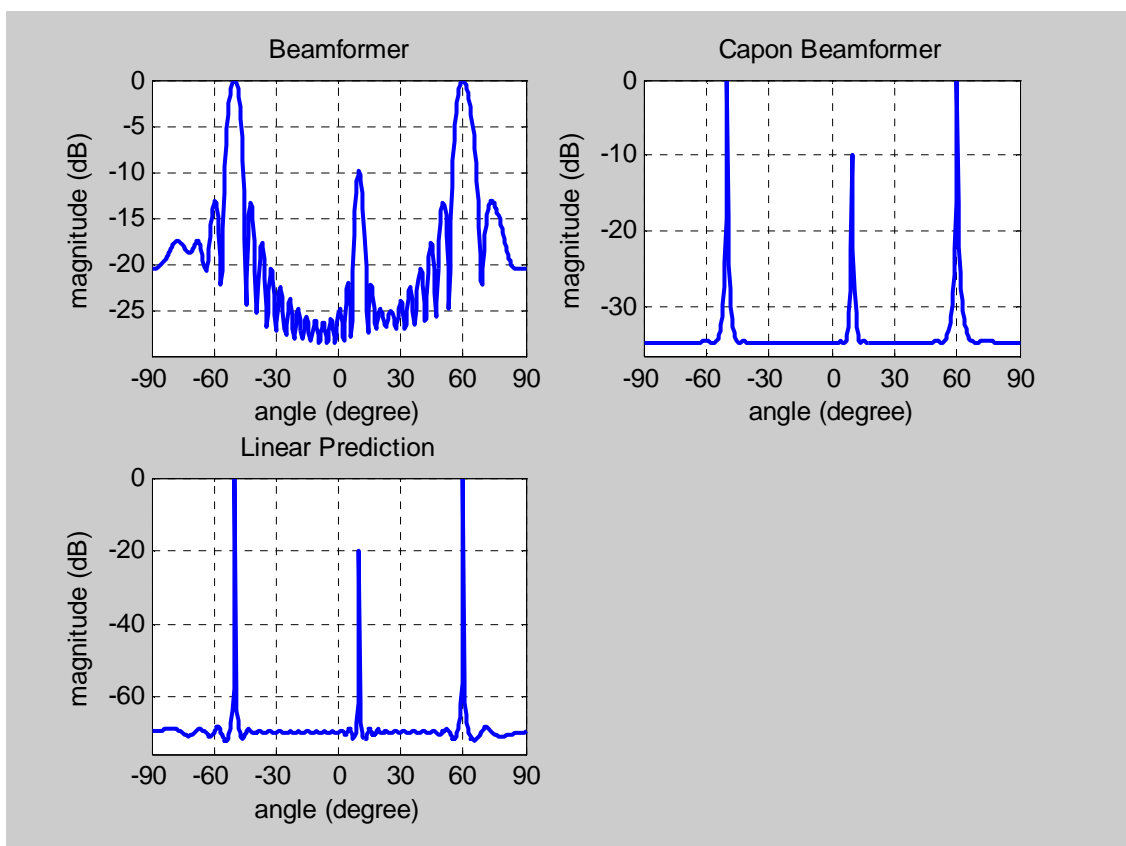 Beamformer
0
-5
-10
-15
-20
-25
magnitude (dB)
-90 -60 -30 0 30 60 90
angle (degree)
Capon Beamformer
0
-10
-20
-30
magnitude (dB)
-90 -60 -30 0 30 60 90
angle (degree)
Linear Prediction
0
-20
-40
-60
magnitude (dB)
-90 -60 -30 0 30 60 90
angle (degree)